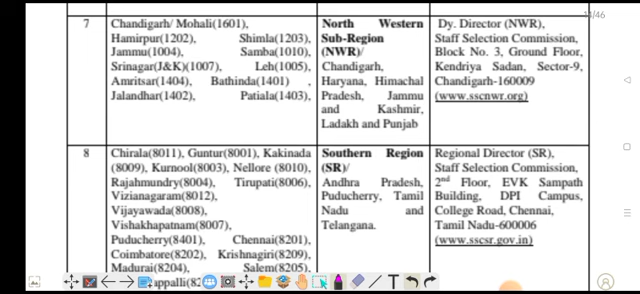 14/46
7
Chandigarh/ Mohali(1601),
Hamirpur(1202), Shimla(1203),
Jammu(1004), Samba(1010),
Srinagar(J&K)(1007), Leh(1005),
Amritsar(1404), Bathinda(1401) ,
Jalandhar(1402), Patiala(1403),
North Western
Sub-Region
(NWR)/
Chandigarh,
Haryana, Himachal
Pradesh, Jammu
and Kashmir,
Ladakh and Punjab
Dy. Director (NWR),
Staff Selection Commission,
Block No. 3, Ground Floor,
Kendriya Sadan, Sector-9,
Chandigarh-160009
(www.sscnwr.org)
8
Chirala(8011), Guntur(8001), Kakinada
(8009), Kurnool(8003), Nellore (8010),
Rajahmundry(8004), Tirupati(8006),
Vizianagaram(8012),
Vijayawada(8008),
Vishakhapatnam(8007),
Puducherry(8401), Chennai(8201),
Coimbatore(8202), Krishnagiri(8209),
Madurai(8204), Salem(8205),
Southern Region
(SR)/
Andhra Pradesh,
Puducherry, Tamil
Nadu and
Telangana.
Regional Director (SR),
Staff Selection Commission,
2nd Floor, EVK Sampath
Building, DPI Campus,
College Road, Chennai,
Tamil Nadu-600006
(www.sscsr.gov.in)
T